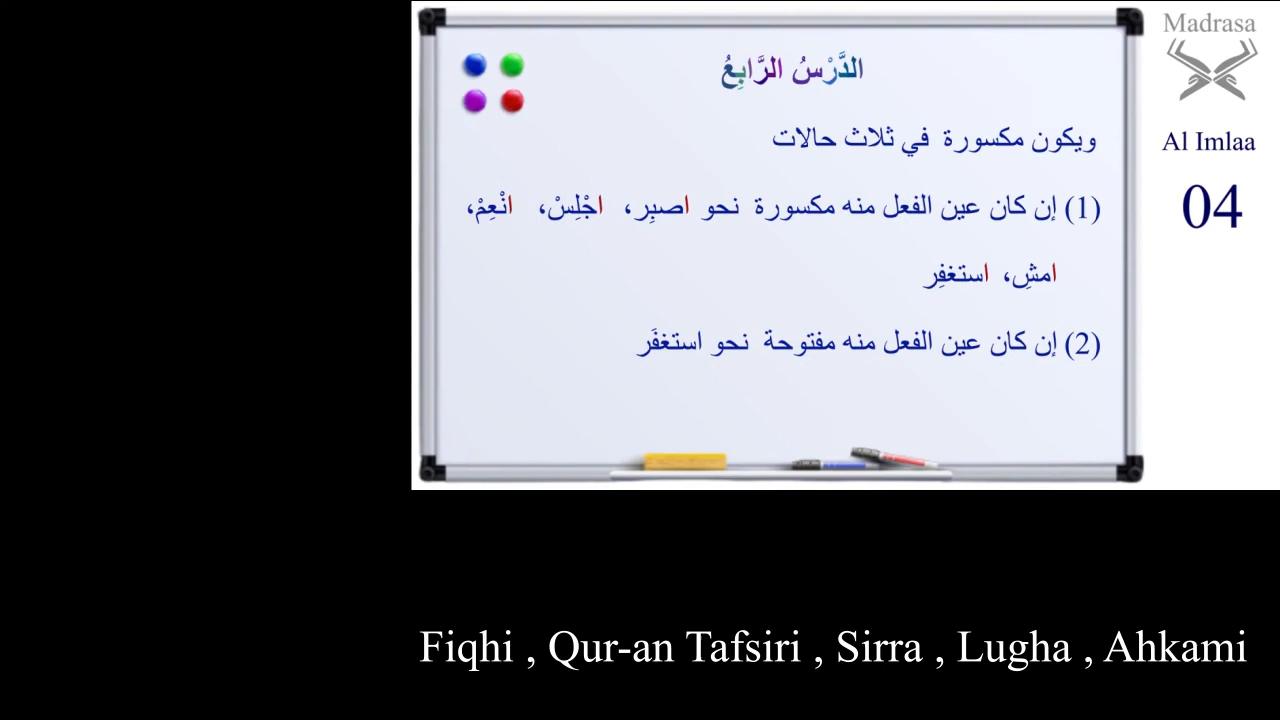 الدَّرْسُ الرَّابِعُ
ويكون مكسورة في ثلاث حالات
(1) إن كان عين الفعل منه مكسورة نحو اصبِر، اجْلِسْ، انْعِمْ،
امشِ، استغفِر
(2) إن كان عين الفعل منه مفتوحة نحو استغفَر
Madrasa
Al Imlaa
04
Fiqhi , Qur-an Tafsiri , Sirra , Lugha , Ahkami